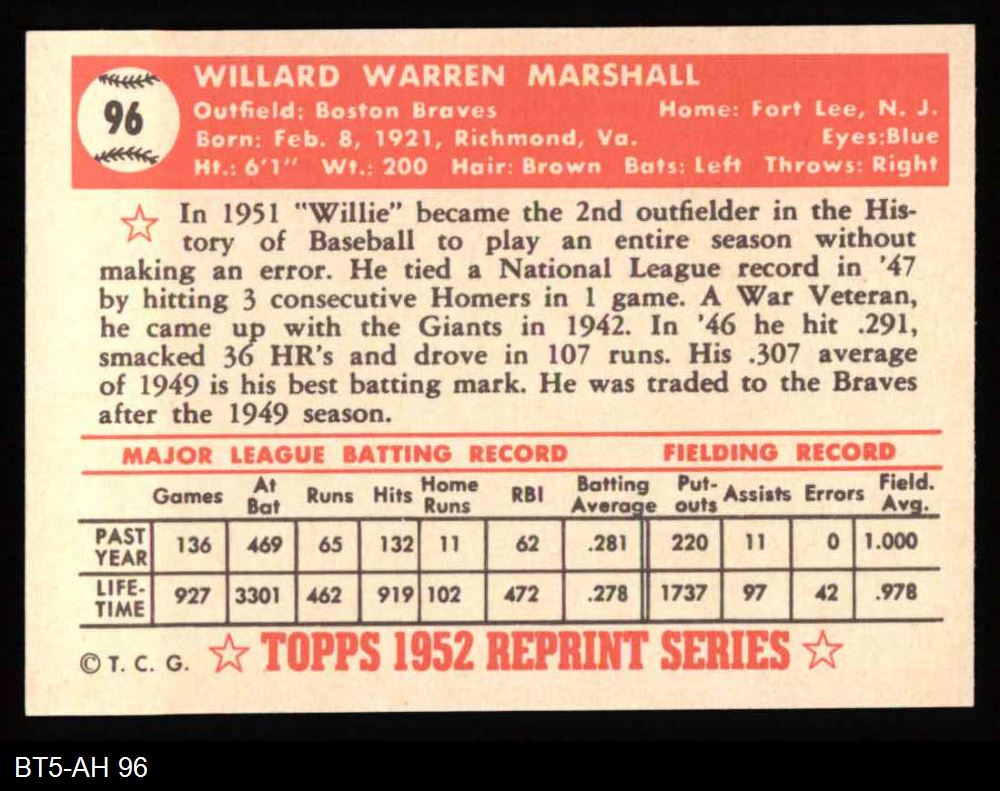 WILLARD WARREN MARSHALL
96
Outfield: Boston Braves Home: Fort Lee, N. J.
Born: Feb. 8, 1921, Richmond, Va. Eyes:Blue
Ht.: 6'1" Wt.: 200 Hair: Brown Bats: Left Throws: Right
In 1951 "Willie" became the 2nd outfielder in the His-
tory of Baseball to play an entire season without
making an error. He tied a National League record in '47
by hitting 3 consecutive Homers in 1 game. A War Veteran,
he came up with the Giants in 1942. In '46 he hit .291,
smacked 36 HR's and drove in 107 runs. His .307 average
of 1949 is his best batting mark. He was traded to the Braves
after the 1949 season.
MAJOR LEAGUE BATTING RECORD FIELDING RECORD
Games At Bat Runs Hits Home Runs RBI Batting Average Put-outs Assists Errors Field. Avg.
PAST YEAR 136 469 65 132 11 62 .281 220 11 0 1.000
LIFE-TIME 927 3301 462 919 102 472 .278 1737 97 42 .978
© T. C. G. ☆ TOPPS 1952 REPRINT SERIES ☆
BT5-AH 96